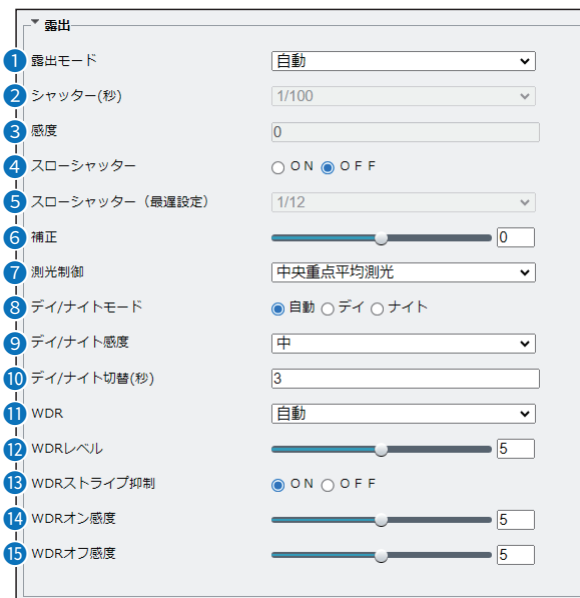 露出
1 露出モード 自動
2 シャッター(秒) 1/100
3 感度 0
4 スローシャッター ON OFF
5 スローシャッター（最遅設定） 1/12
6 補正 0
7 測光制御 中央重点平均測光
8 デイ/ナイトモード 自動 デイ ナイト
9 デイ/ナイト感度 中
10 デイ/ナイト切替(秒) 3
11 WDR 自動
12 WDRレベル 5
13 WDRストライプ抑制 ON OFF
14 WDRオン感度 5
15 WDRオフ感度 5